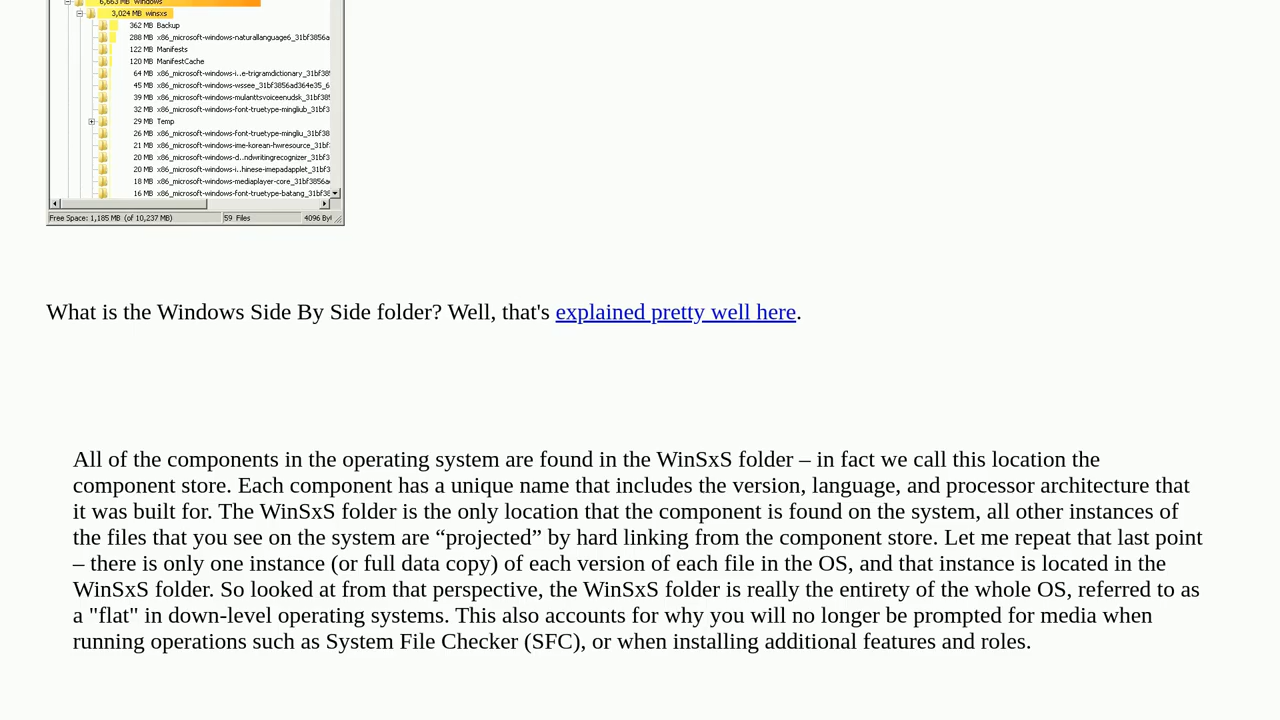 6,663 MB windows
3,024 MB winsxs
362 MB Backup
288 MB x86_microsoft-windows-naturallanguage6_31bf3856a
122 MB Manifests
120 MB ManifestCache
64 MB x86_microsoft-windows-i..e-trigramdictionary_31bf38
45 MB x86_microsoft-windows-wssee_31bf3856ad364e35_6
39 MB x86_microsoft-windows-mulanttsvoiceenudsk_31bf3
32 MB x86_microsoft-windows-font-truetype-mingliub_31bf3
29 MB Temp
26 MB x86_microsoft-windows-font-truetype-mingliu_31bf38
21 MB x86_microsoft-windows-ime-korean-hwresource_31bf
20 MB x86_microsoft-windows-d..ndwritingrecognizer_31bf3
20 MB x86_microsoft-windows-i..hinese-imepadapplet_31bf3
18 MB x86_microsoft-windows-mediaplayer-core_31bf3856a
16 MB x86_microsoft-windows-font-truetype-batang_31bf38
Free Space: 1,185 MB (of 10,237 MB) 59 Files 4096 By
What is the Windows Side By Side folder? Well, that's explained pretty well here.
All of the components in the operating system are found in the WinSxS folder – in fact we call this location the
component store. Each component has a unique name that includes the version, language, and processor architecture that
it was built for. The WinSxS folder is the only location that the component is found on the system, all other instances of
the files that you see on the system are “projected” by hard linking from the component store. Let me repeat that last point
– there is only one instance (or full data copy) of each version of each file in the OS, and that instance is located in the
WinSxS folder. So looked at from that perspective, the WinSxS folder is really the entirety of the whole OS, referred to as
a "flat" in down-level operating systems. This also accounts for why you will no longer be prompted for media when
running operations such as System File Checker (SFC), or when installing additional features and roles.